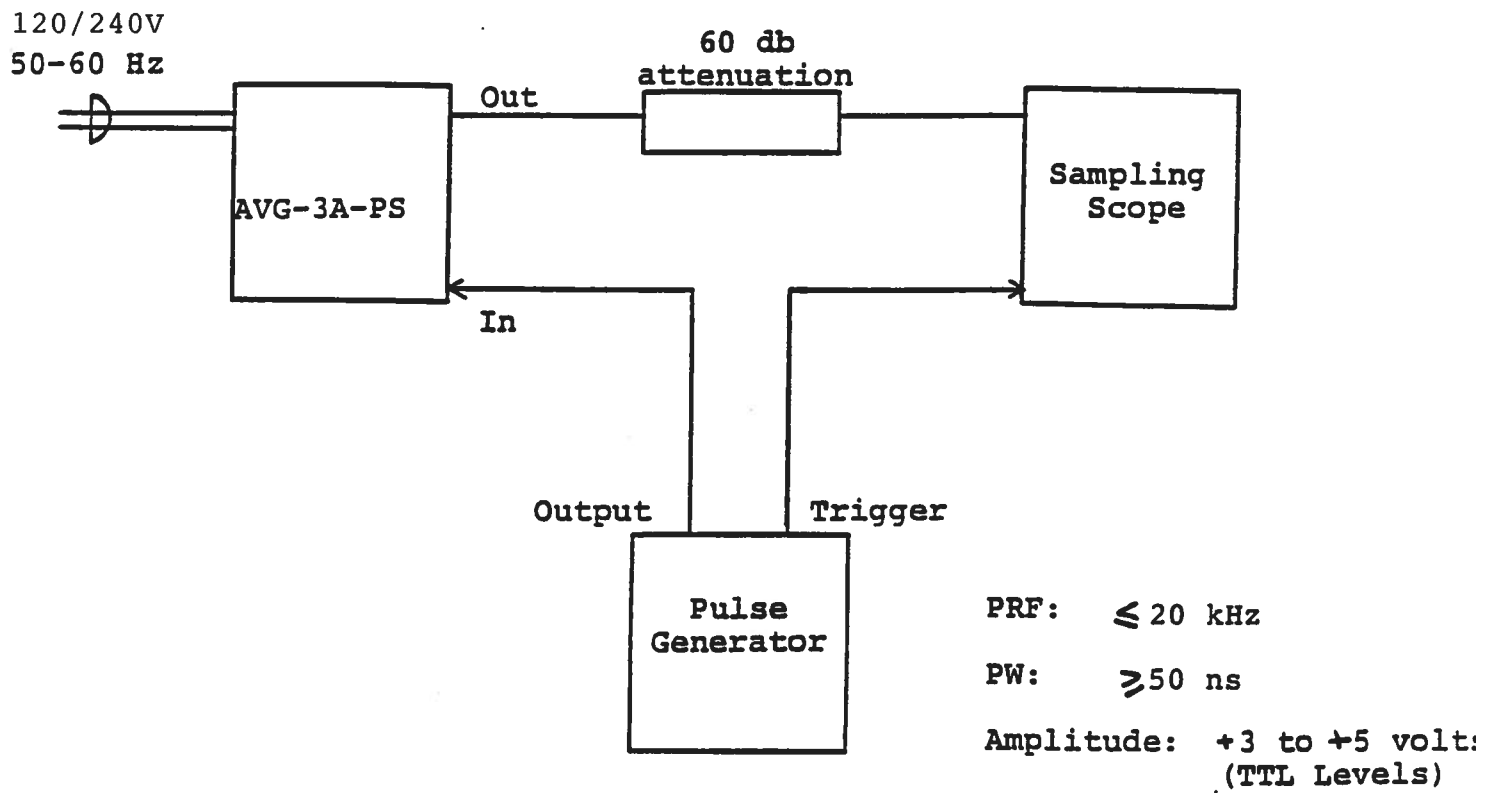 120/240V
50-60 Hz
60 db
attenuation
Out
Sampling
Scope
AVG-3A-PS
In
Output
Trigger
Pulse
Generator
PRF: ≤ 20 kHz
PW: ≥ 50 ns
Amplitude: +3 to +5 volts
(TTL Levels)